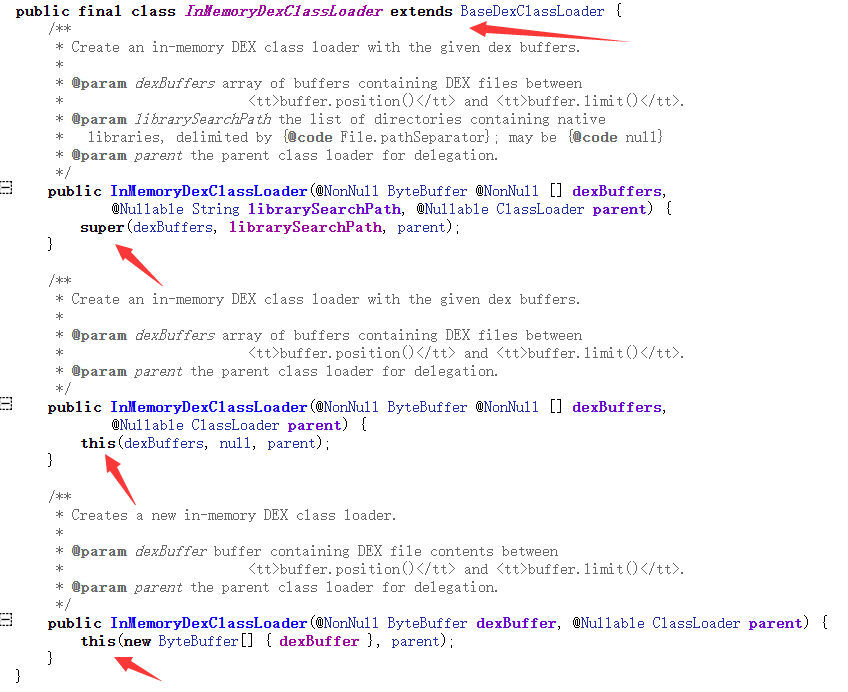 public final class InMemoryDexClassLoader extends BaseDexClassLoader {
/**
* Create an in-memory DEX class loader with the given dex buffers.
*
* @param dexBuffers array of buffers containing DEX files between
* <tt>buffer.position()</tt> and <tt>buffer.limit()</tt>.
* @param librarySearchPath the list of directories containing native
* libraries, delimited by {@code File.pathSeparator}; may be {@code null}
* @param parent the parent class loader for delegation.
*/
public InMemoryDexClassLoader(@NonNull ByteBuffer @NonNull [] dexBuffers,
@Nullable String librarySearchPath, @Nullable ClassLoader parent) {
super(dexBuffers, librarySearchPath, parent);
}
/**
* Create an in-memory DEX class loader with the given dex buffers.
*
* @param dexBuffers array of buffers containing DEX files between
* <tt>buffer.position()</tt> and <tt>buffer.limit()</tt>.
* @param parent the parent class loader for delegation.
*/
public InMemoryDexClassLoader(@NonNull ByteBuffer @NonNull [] dexBuffers,
@Nullable ClassLoader parent) {
this(dexBuffers, null, parent);
}
/**
* Creates a new in-memory DEX class loader.
*
* @param dexBuffer buffer containing DEX file contents between
* <tt>buffer.position()</tt> and <tt>buffer.limit()</tt>.
* @param parent the parent class loader for delegation.
*/
public InMemoryDexClassLoader(@NonNull ByteBuffer dexBuffer, @Nullable ClassLoader parent) {
this(new ByteBuffer[] { dexBuffer }, parent);
}
}